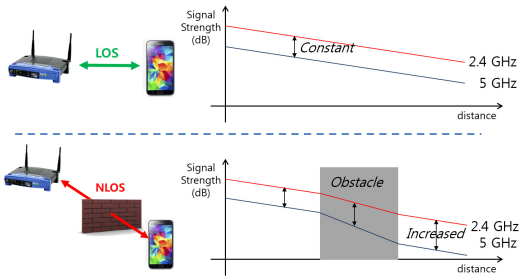 LOS
Signal
Strength
(dB)
Constant
2.4 GHz
5 GHz
distance
NLOS
Signal
Strength
(dB)
Obstacle
Increased
2.4 GHz
5 GHz
distance